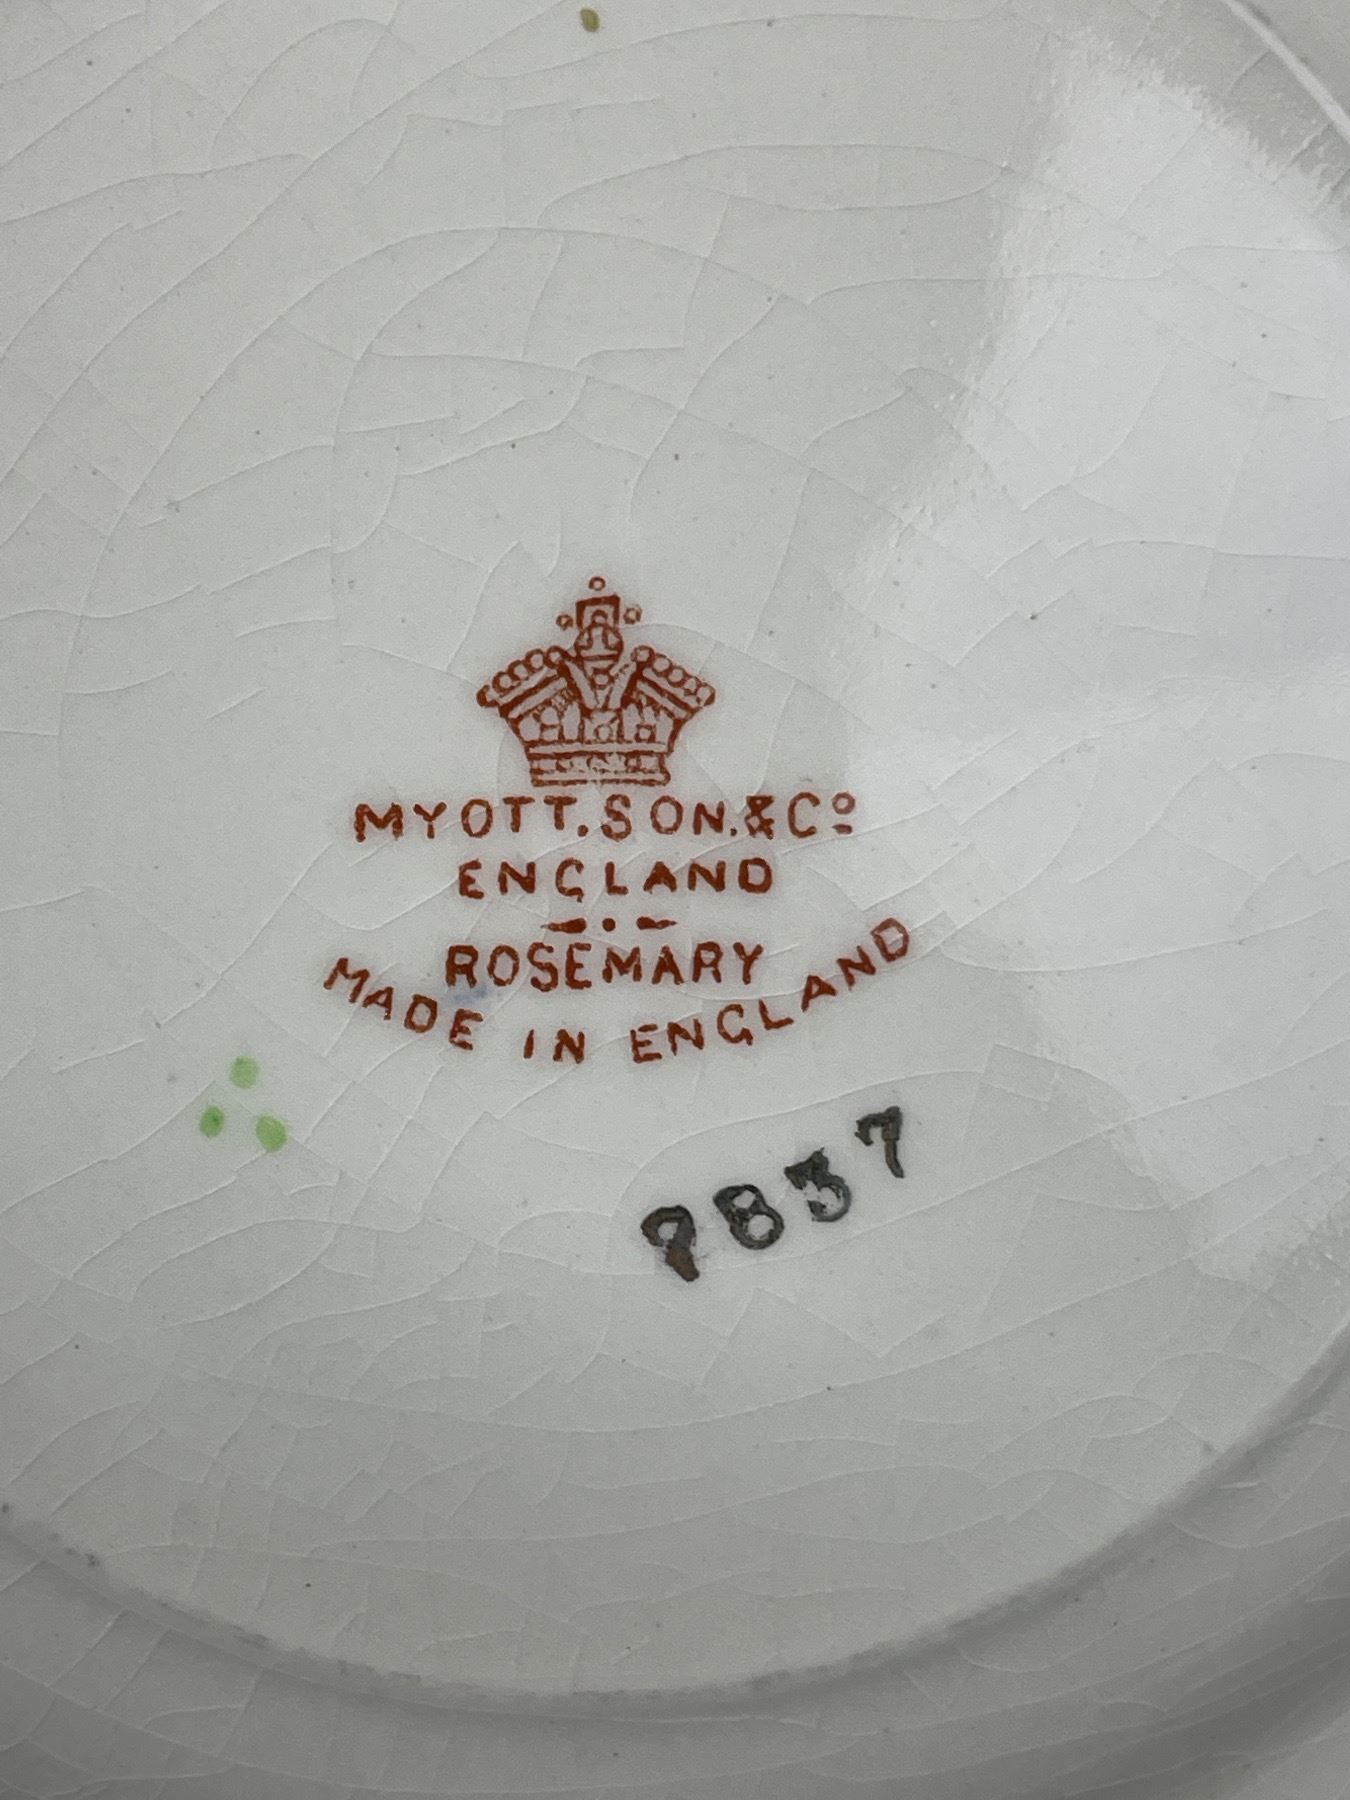 MYOTT. SON. & Cº
ENGLAND
ROSEMARY
MADE IN ENGLAND
9837